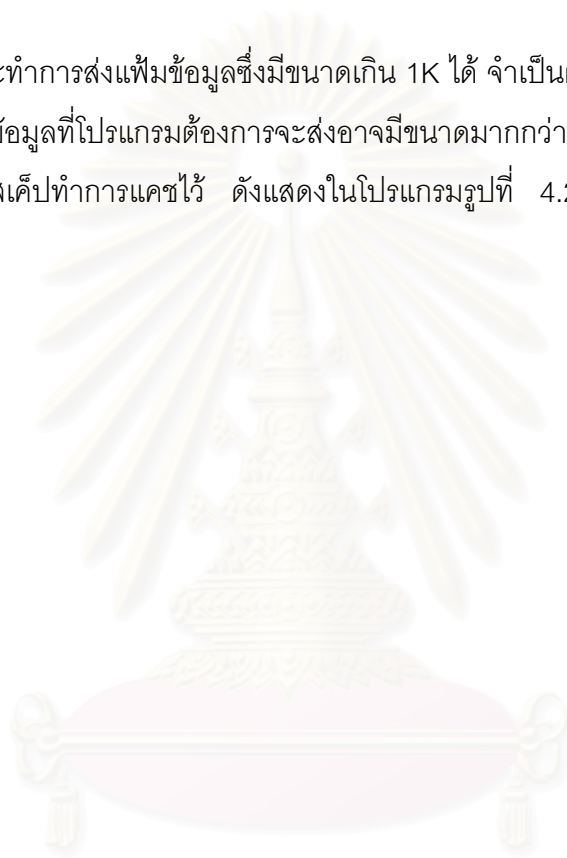 ะทำการส่งแฟ้มข้อมูลซึ่งมีขนาดเกิน 1K ได้ จำเป็น
ข้อมูลที่โปรแกรมต้องการจะส่งอาจมีขนาดมากกว่า
สเค็ปทำการแคชไว้ ดังแสดงในโปรแกรมรูปที่ 4.2